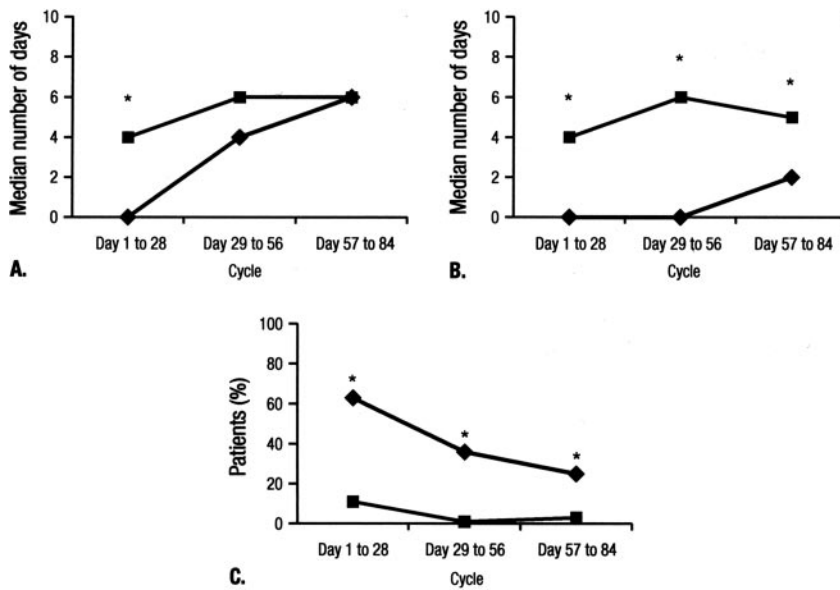 Median number of days
10
8
6
4
2
0
*
Day 1 to 28
Day 29 to 56
Day 57 to 84
Cycle
A.
Median number of days
10
8
6
4
2
0
*
*
*
Day 1 to 28
Day 29 to 56
Day 57 to 84
Cycle
B.
Patients (%)
100
80
60
40
20
0
*
*
*
Day 1 to 28
Day 29 to 56
Day 57 to 84
Cycle
C.